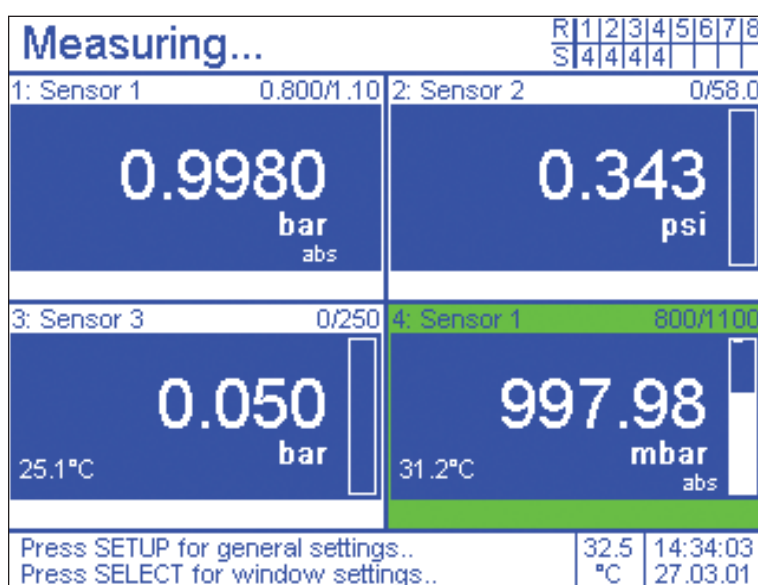 Measuring...
R 1 2 3 4 5 6 7 8
S 4 4 4 4
1: Sensor 1 0.800/1.10
2: Sensor 2 0/58.0
0.9980
bar
abs
0.343
psi
3: Sensor 3 0/250
4: Sensor 1 800/1100
0.050
bar
25.1°C
997.98
mbar
31.2°C
abs
Press SETUP for general settings..
Press SELECT for window settings..
32.5
°C
14:34:03
27.03.01